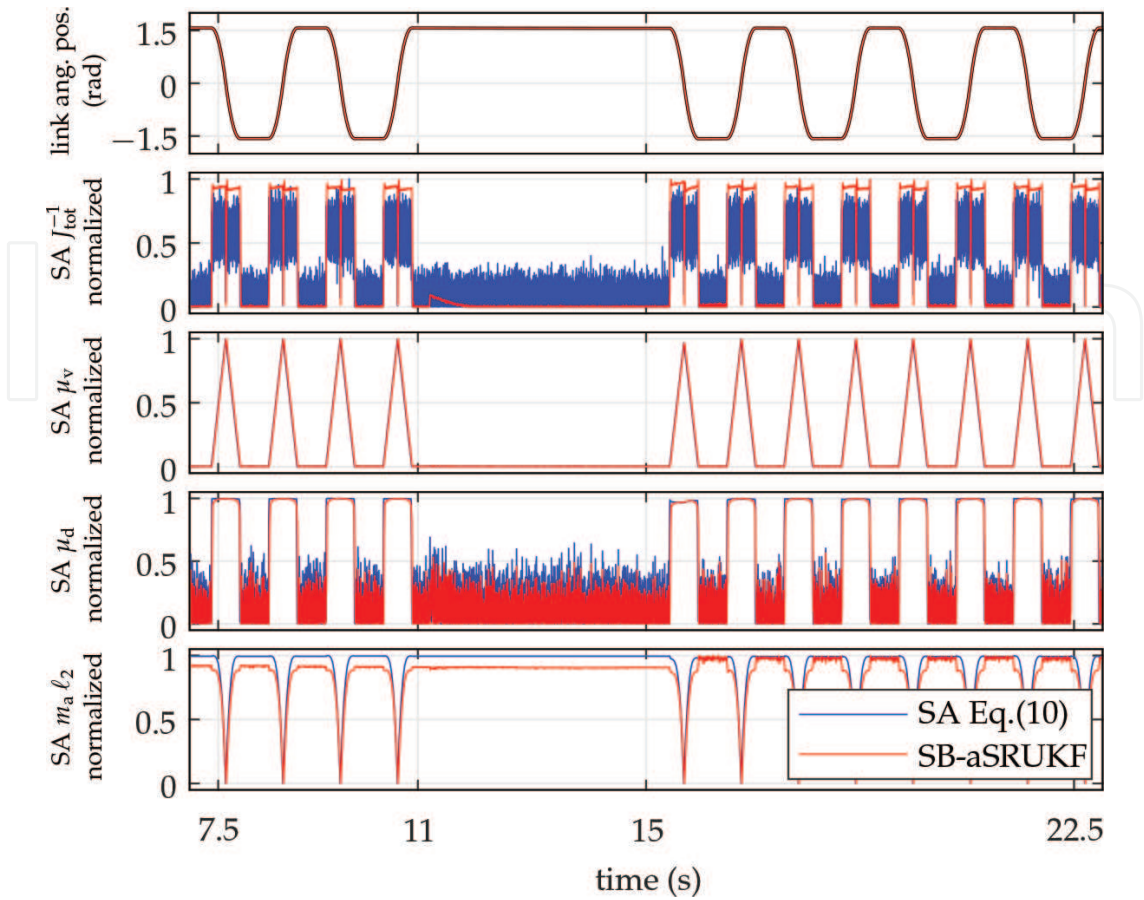 link ang. pos.
(rad)
1.5
0
−1.5
SA J_tot^−1
normalized
1
0.5
0
SA μ_v
normalized
1
0.5
0
SA μ_d
normalized
1
0.5
0
SA m_a ℓ_2
normalized
1
0.5
0
SA Eq.(10)
SB-aSRUKF
7.5 11 15 22.5
time (s)